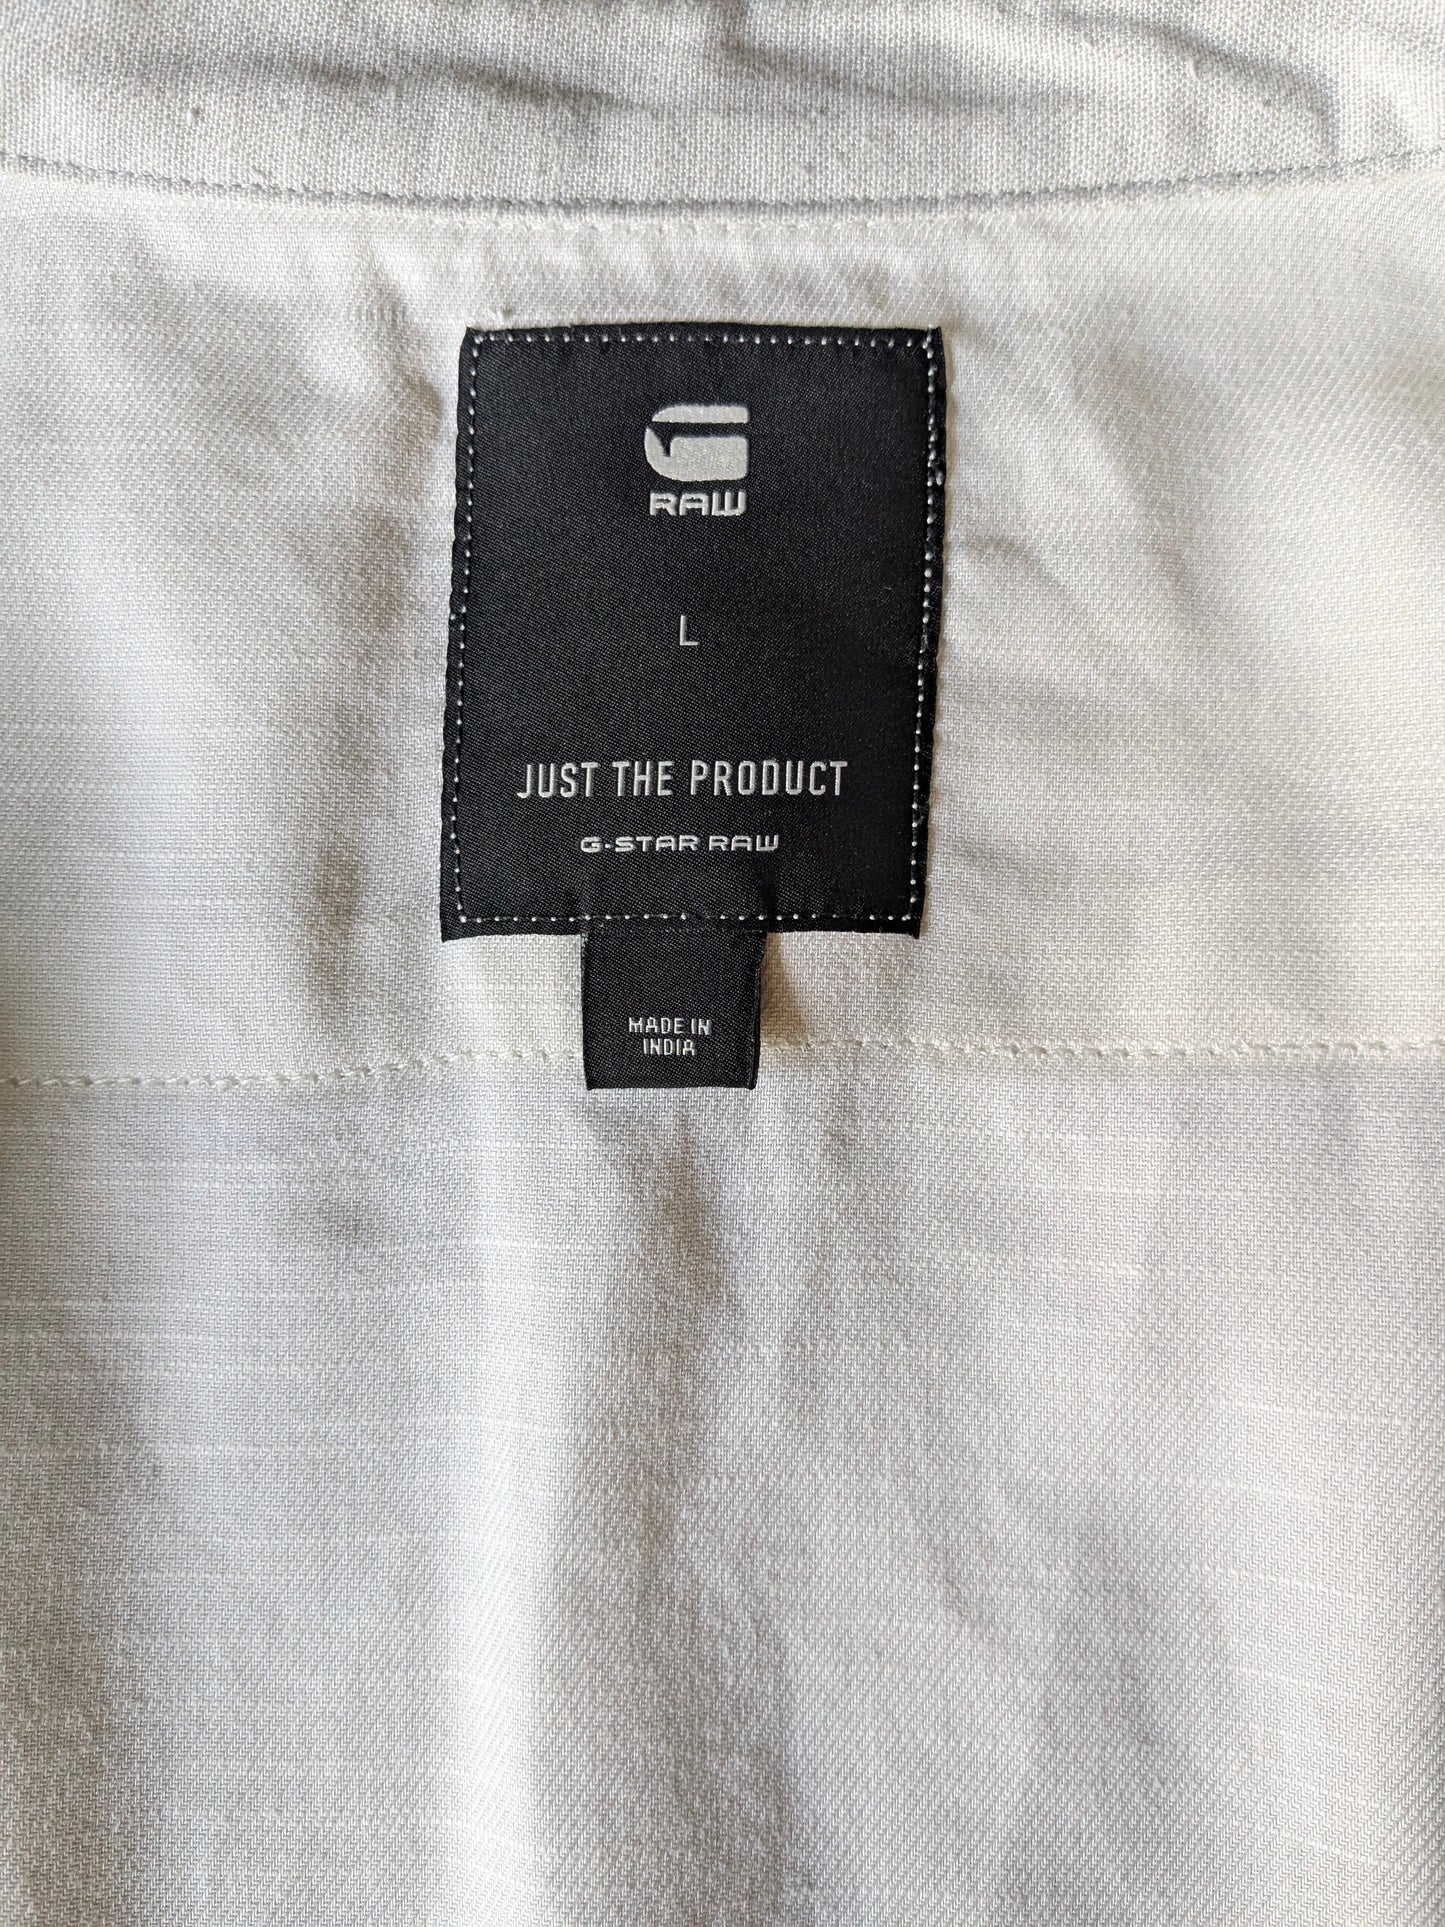 G
RAW
L
JUST THE PRODUCT
G-STAR RAW
MADE IN
INDIA